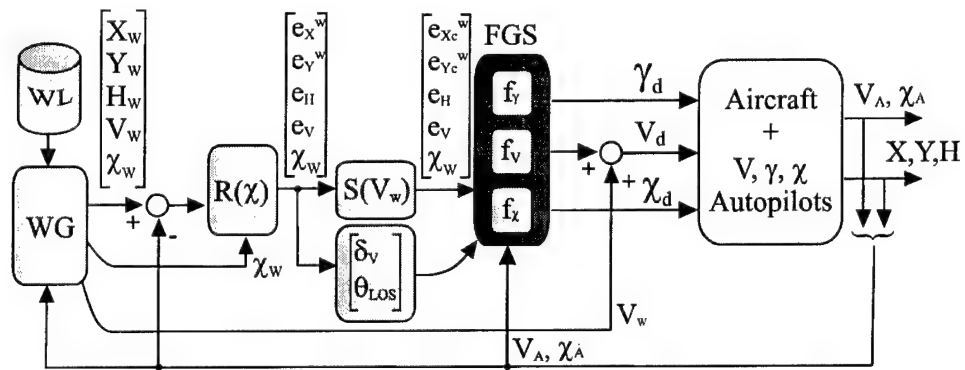 WL
WG
X_W
Y_W
H_W
V_W
χ_W
+
-
R(χ)
χ_W
e_X^w
e_Y^w
e_H
e_V
χ_W
S(V_w)
δ_V
θ_LOS
e_Xc^w
e_Yc^w
e_H
e_V
χ_W
FGS
f_γ
f_V
f_χ
γ_d
V_d
+
+
χ_d
V_w
V_A, χ_A
Aircraft
+
V, γ, χ
Autopilots
V_A, χ_A
X,Y,H